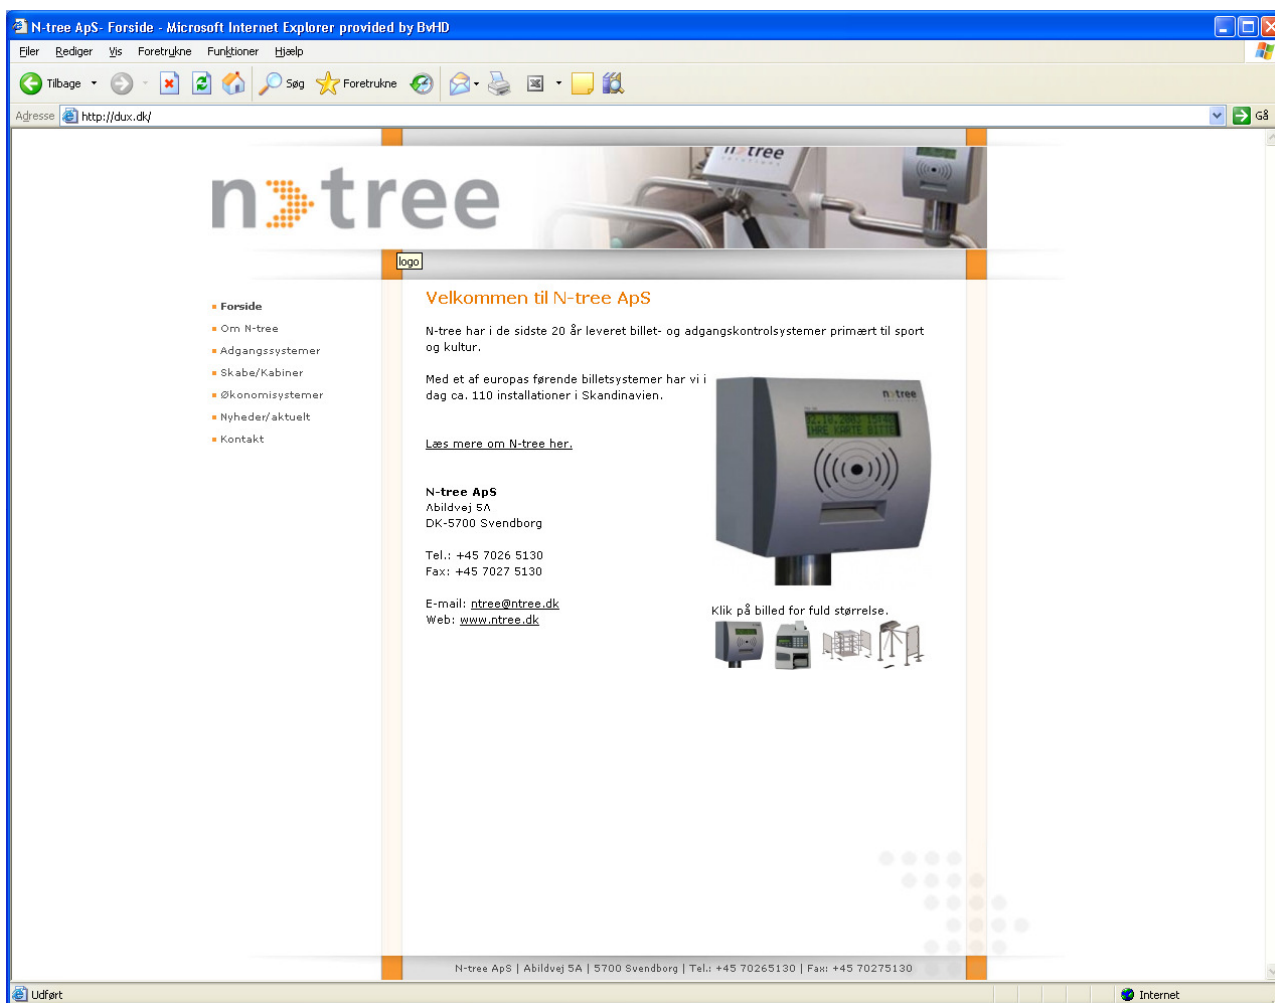 N-tree ApS- Forside - Microsoft Internet Explorer provided by BvHD
Filer Rediger Vis Foretrukne Funktioner Hjælp
Tilbage Søg Foretrukne
Adresse http://dux.dk/ Gå
n tree
n tree
logo
Forside
Om N-tree
Adgangssystemer
Skabe/Kabiner
Økonomisystemer
Nyheder/aktuelt
Kontakt
Velkommen til N-tree ApS
N-tree har i de sidste 20 år leveret billet- og adgangskontrolsystemer primært til sport
og kultur.
Med et af europas førende billetsystemer har vi i
dag ca. 110 installationer i Skandinavien.
Læs mere om N-tree her.
N-tree ApS
Abildvej 5A
DK-5700 Svendborg
Tel.: +45 7026 5130
Fax: +45 7027 5130
E-mail: ntree@ntree.dk
Web: www.ntree.dk
n tree
IHRE KARTE BITTE
Klik på billed for fuld størrelse.
N-tree ApS | Abildvej 5A | 5700 Svendborg | Tel.: +45 70265130 | Fax: +45 70275130
Udført Internet